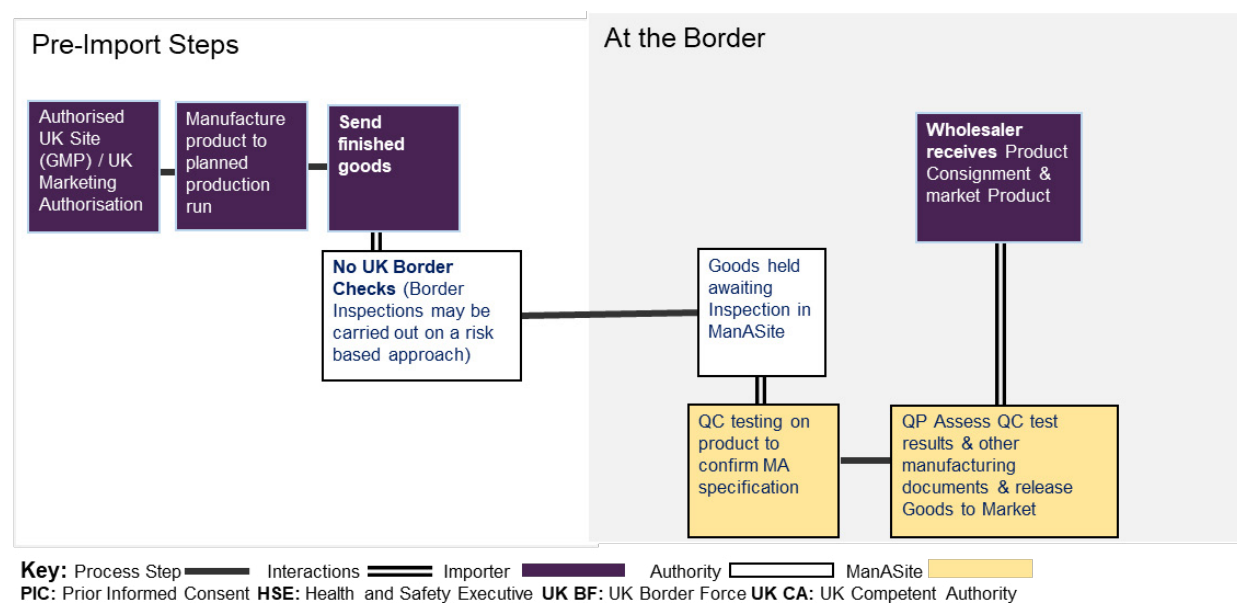 Pre-Import Steps
Authorised
UK Site
(GMP) / UK
Marketing
Authorisation
Manufacture
product to
planned
production
run
Send
finished
goods
No UK Border
Checks (Border
Inspections may be
carried out on a risk
based approach)
At the Border
Goods held
awaiting
Inspection in
ManASite
QC testing on
product to
confirm MA
specification
QP Assess QC test
results & other
manufacturing
documents & release
Goods to Market
Wholesaler
receives Product
Consignment &
market Product
Key: Process Step Interactions Importer Authority ManASite
PIC: Prior Informed Consent HSE: Health and Safety Executive UK BF: UK Border Force UK CA: UK Competent Authority